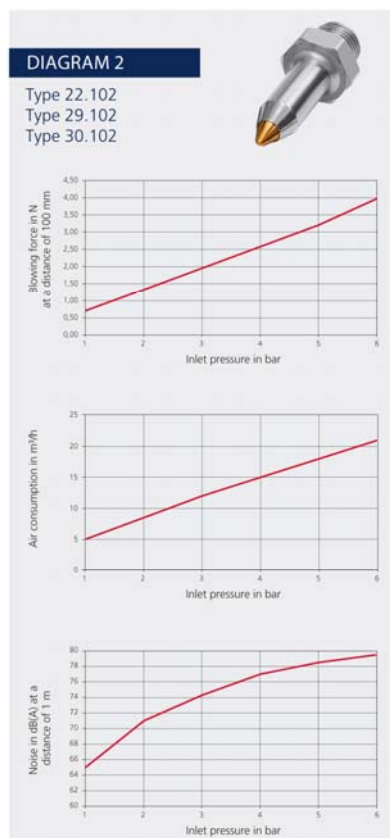 DIAGRAM 2
Type 22.102
Type 29.102
Type 30.102
Blowing force in N
at a distance of 100 mm
4,50
4,00
3,50
3,00
2,50
2,00
1,50
1,00
0,50
0,00
1 2 3 4 5 6
Inlet pressure in bar
Air consumption in m³/h
25
20
15
10
5
0
1 2 3 4 5 6
Inlet pressure in bar
Noise in dB(A) at a
distance of 1 m
80
78
76
74
72
70
68
66
64
62
60
1 2 3 4 5 6
Inlet pressure in bar